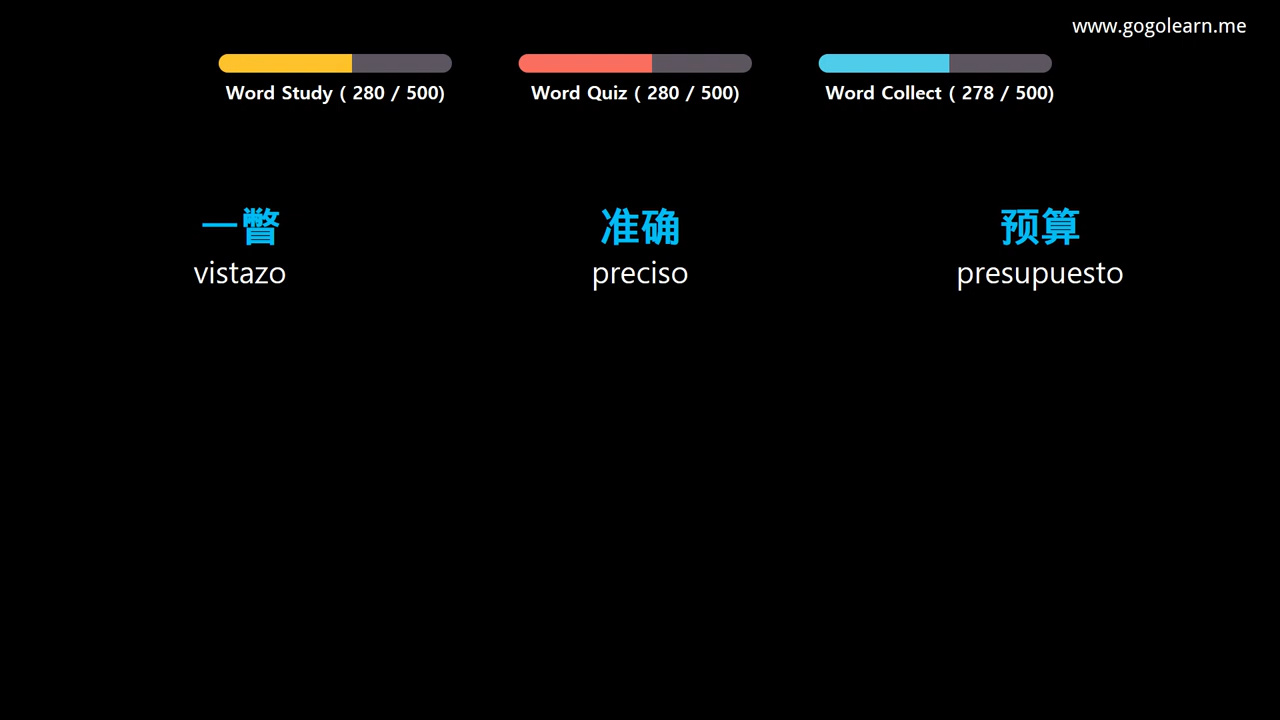 www.gogolearn.me
Word Study ( 280 / 500)
Word Quiz ( 280 / 500)
Word Collect ( 278 / 500)
一瞥
vistazo
准确
preciso
预算
presupuesto